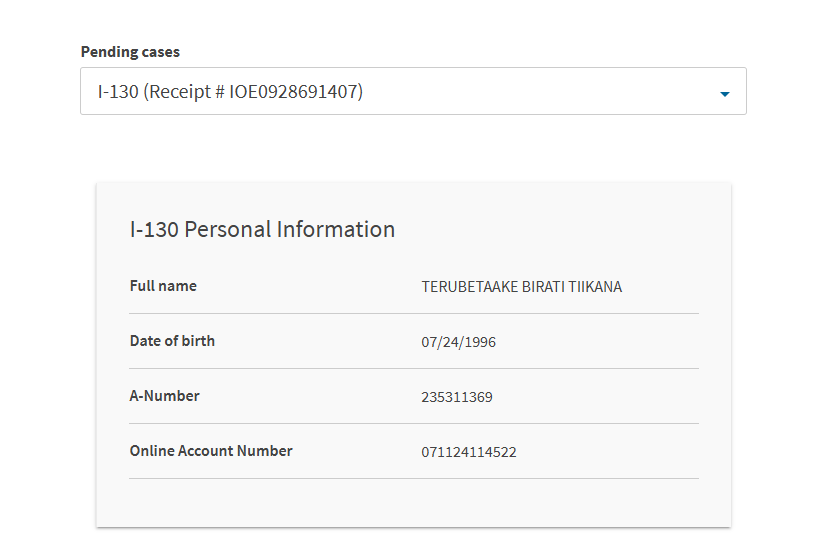 Pending cases
I-130 (Receipt # IOE0928691407)
I-130 Personal Information
Full name TERUBETAAKE BIRATI TIIKANA
Date of birth 07/24/1996
A-Number 235311369
Online Account Number 071124114522